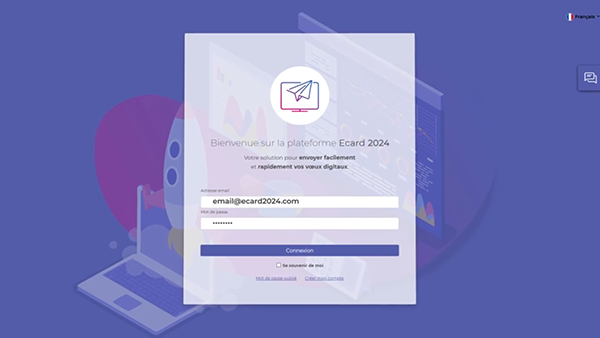 Français
Bienvenue sur la plateforme Ecard 2024
Votre solution pour envoyer facilement
et rapidement vos vœux digitaux.
Adresse email
email@ecard2024.com
Mot de passe
••••••••
Connexion
Se souvenir de moi
Mot de passe oublié
Créer mon compte